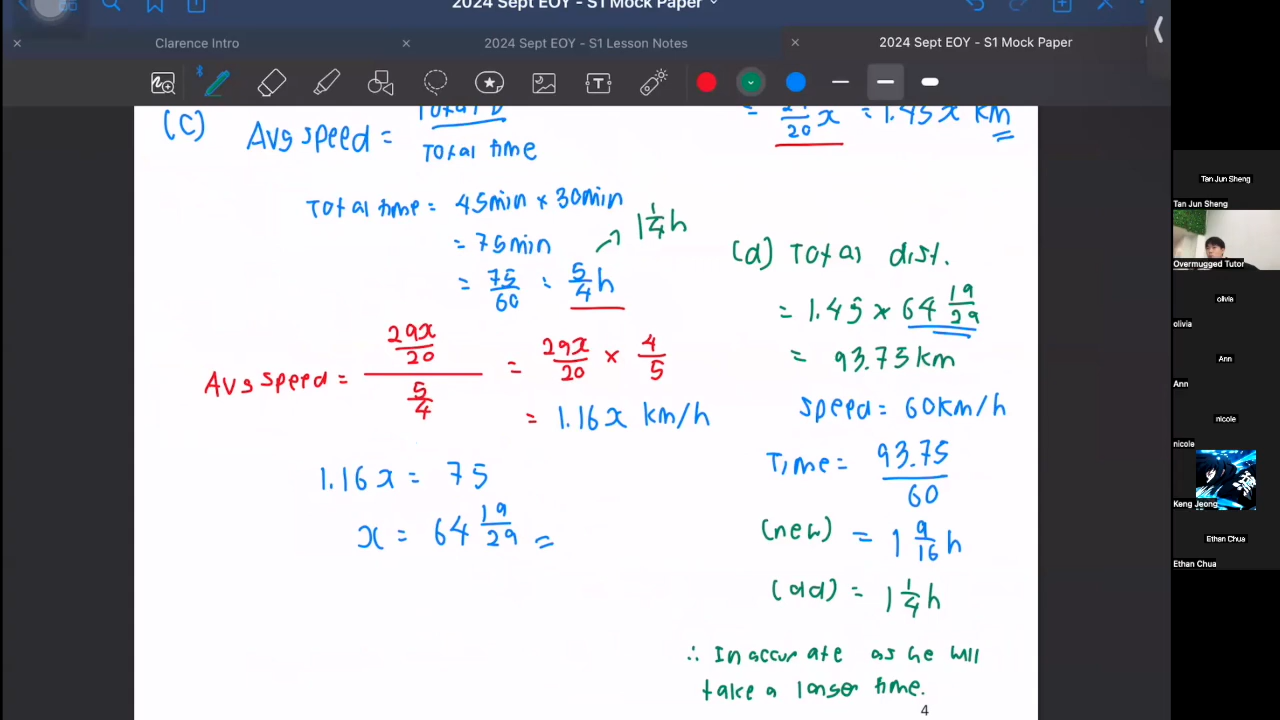 2024 Sept EOY - S1 Mock Paper
Clarence Intro
2024 Sept EOY - S1 Lesson Notes
2024 Sept EOY - S1 Mock Paper
(c) Avg speed = Total D / Total time
= 29/20 x = 1.45x km
Total time = 45min x 30min
= 75min
= 75/60 = 5/4 h
1 1/4 h
Avg speed = 29x/20 / 5/4 = 29x/20 × 4/5
= 1.16x km/h
1.16x = 75
x = 64 19/29 =
(d) Total dist.
= 1.45 × 64 19/29
= 93.75 km
speed = 60km/h
Time = 93.75/60
(new) = 1 9/16 h
(old) = 1 1/4 h
∴ Inaccurate as he will
take a longer time.
4
Tan Jun Sheng
Tan Jun Sheng
Overmugged Tutor
olivia
olivia
Ann
Ann
nicole
nicole
Keng Jeong
Ethan Chua
Ethan Chua